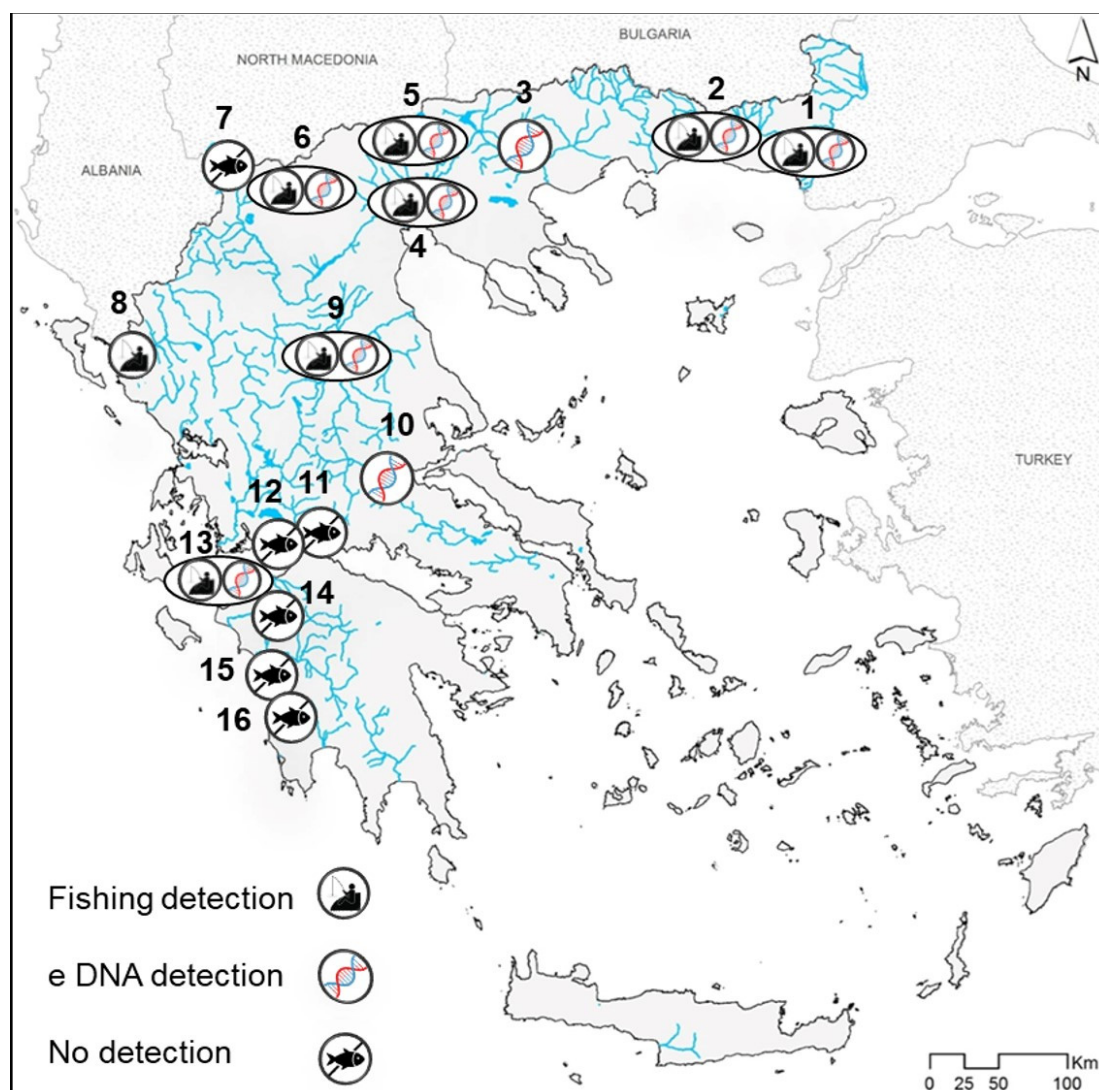 BULGARIA
NORTH MACEDONIA
N
ALBANIA
TURKEY
1
2
3
4
5
6
7
8
9
10
11
12
13
14
15
16
Fishing detection
e DNA detection
No detection
Km
0 25 50 100